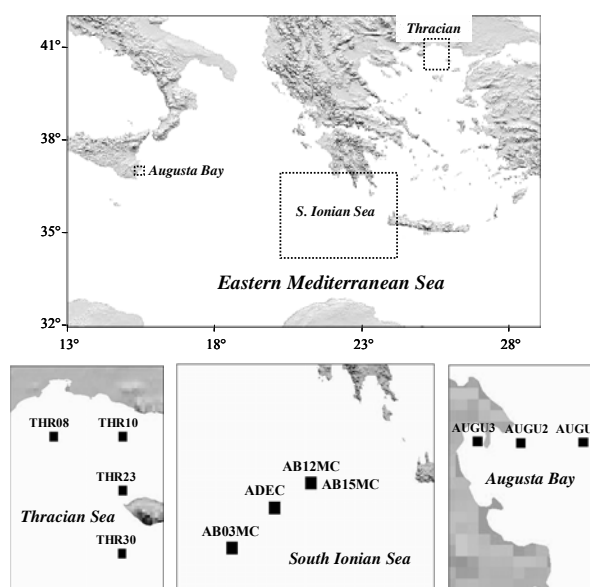 Thracian
41°
38°
Augusta Bay
S. Ionian Sea
35°
Eastern Mediterranean Sea
32°
13°
18°
23°
28°
THR08
THR10
THR23
Thracian Sea
THR30
AB12MC
ADEC
AB15MC
AB03MC
South Ionian Sea
AUGU3
AUGU2
AUGU
Augusta Bay